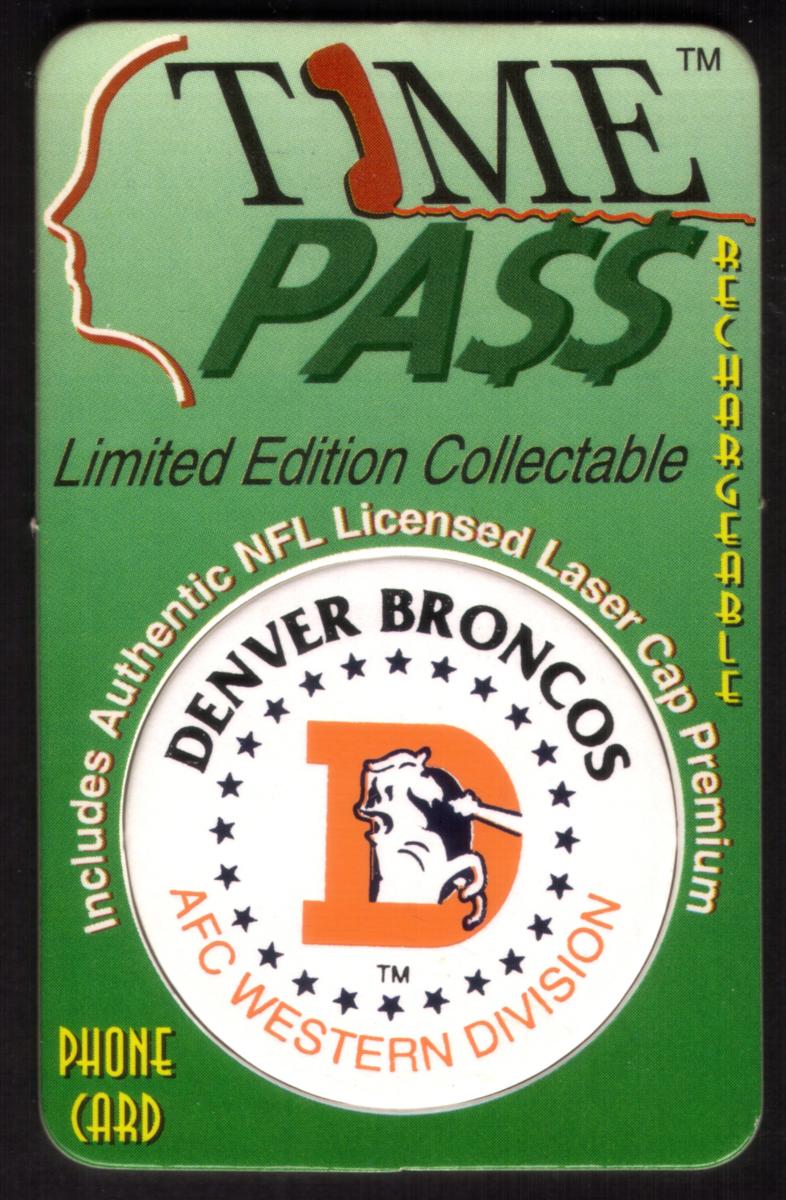 TIME™
PA$$
RECHARGEABLE
Limited Edition Collectable
Includes Authentic NFL Licensed Laser Cap Premium
DENVER BRONCOS
D
TM
AFC WESTERN DIVISION
PHONE
CARD